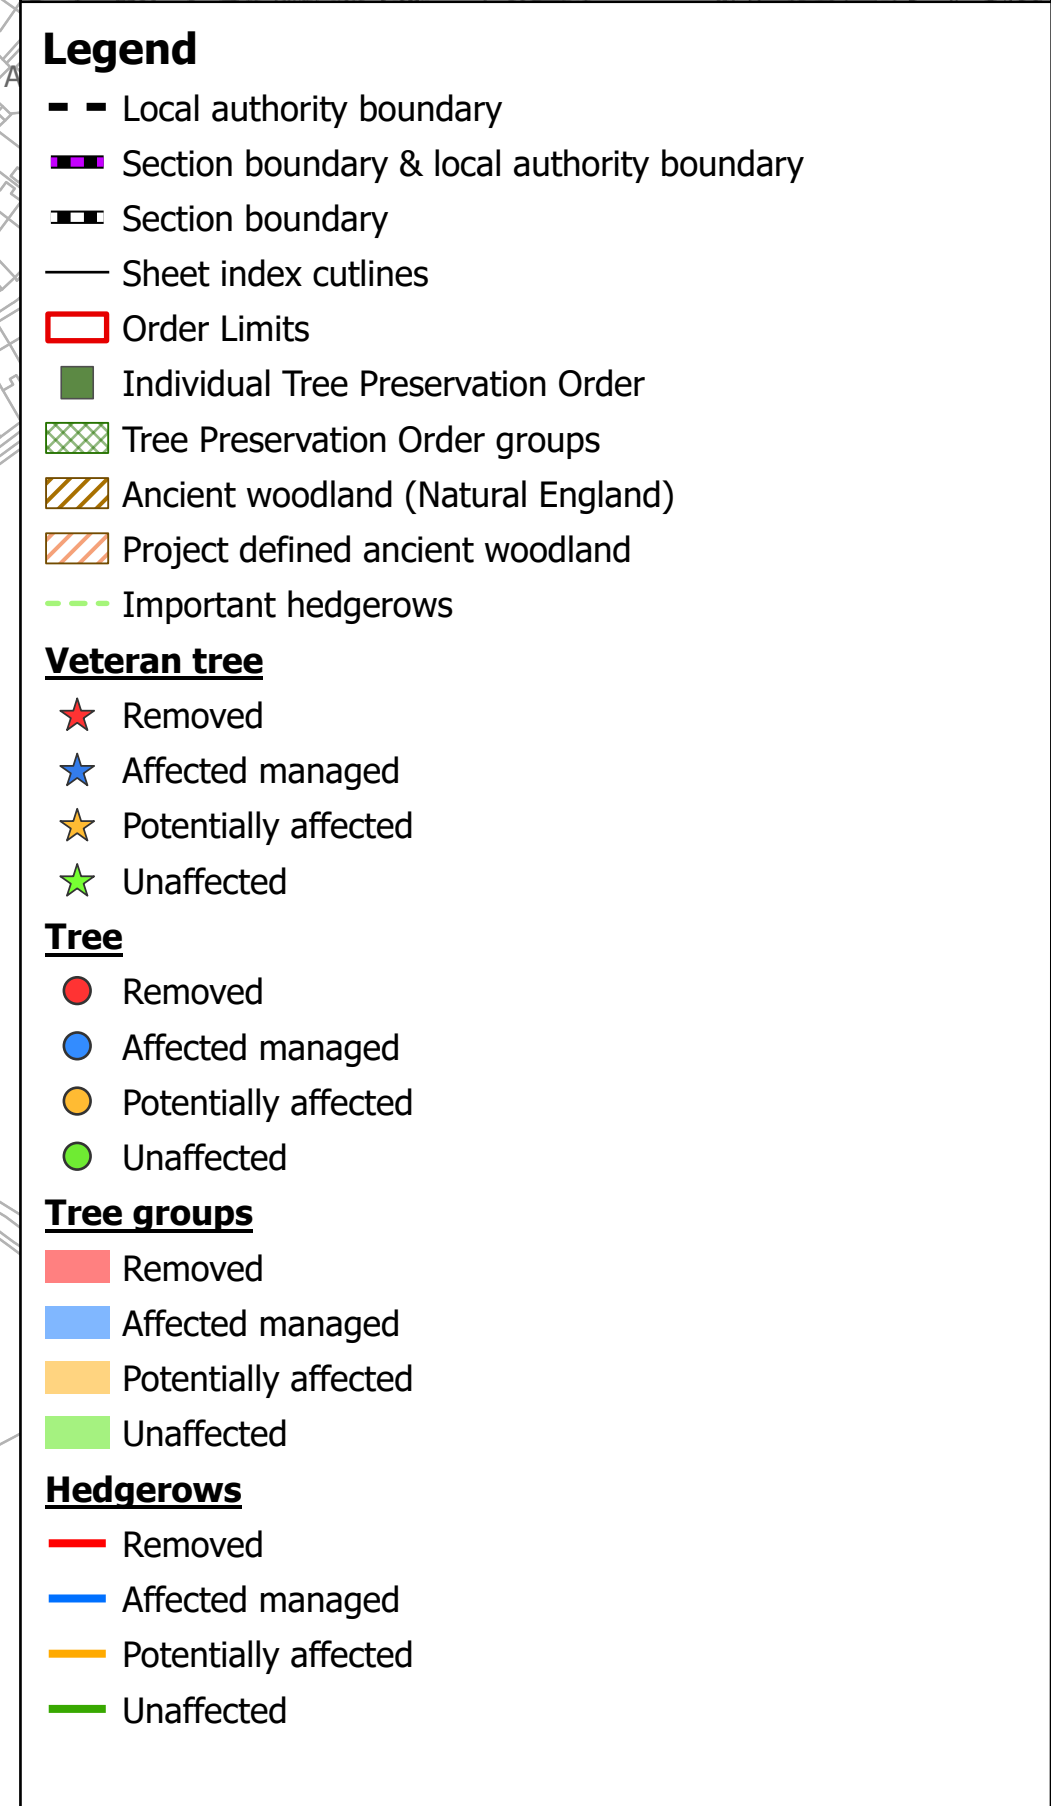 Legend
A
Local authority boundary
Section boundary & local authority boundary
Section boundary
Sheet index cutlines
Order Limits
Individual Tree Preservation Order
Tree Preservation Order groups
Ancient woodland (Natural England)
Project defined ancient woodland
Important hedgerows
Veteran tree
Removed
Affected managed
Potentially affected
Unaffected
Tree
Removed
Affected managed
Potentially affected
Unaffected
Tree groups
Removed
Affected managed
Potentially affected
Unaffected
Hedgerows
Removed
Affected managed
Potentially affected
Unaffected